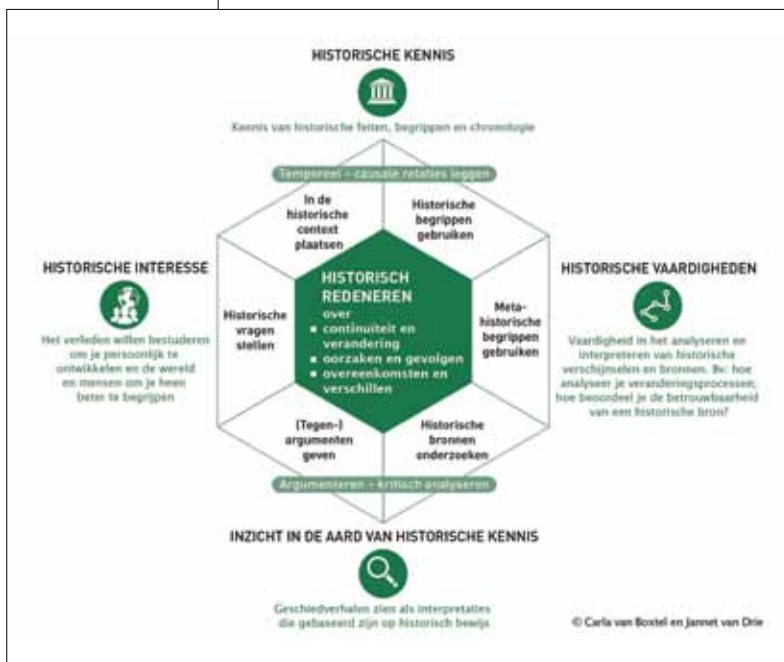 HISTORISCHE KENNIS
Kennis van historische feiten, begrippen en chronologie
Temporeel - causale relaties leggen
In de
historische
context
plaatsen
Historische
begrippen
gebruiken
HISTORISCHE INTERESSE
Het verleden willen bestuderen
om je persoonlijk te
ontwikkelen en de wereld
en mensen om je heen
beter te begrijpen
Historische
vragen
stellen
HISTORISCH
REDENEREN
over
▪ continuïteit en
verandering
▪ oorzaken en gevolgen
▪ overeenkomsten en
verschillen
Meta-
historische
begrippen
gebruiken
HISTORISCHE VAARDIGHEDEN
Vaardigheid in het analyseren en
interpreteren van historische
verschijnselen en bronnen. Bv: hoe
analyseer je veranderingsprocessen;
hoe beoordeel je de betrouwbaarheid
van een historische bron?
(Tegen-)
argumenten
geven
Historische
bronnen
onderzoeken
Argumenteren - kritisch analyseren
INZICHT IN DE AARD VAN HISTORISCHE KENNIS
Geschiedverhalen zien als interpretaties
die gebaseerd zijn op historisch bewijs
© Carla van Boxtel en Jannet van Drie